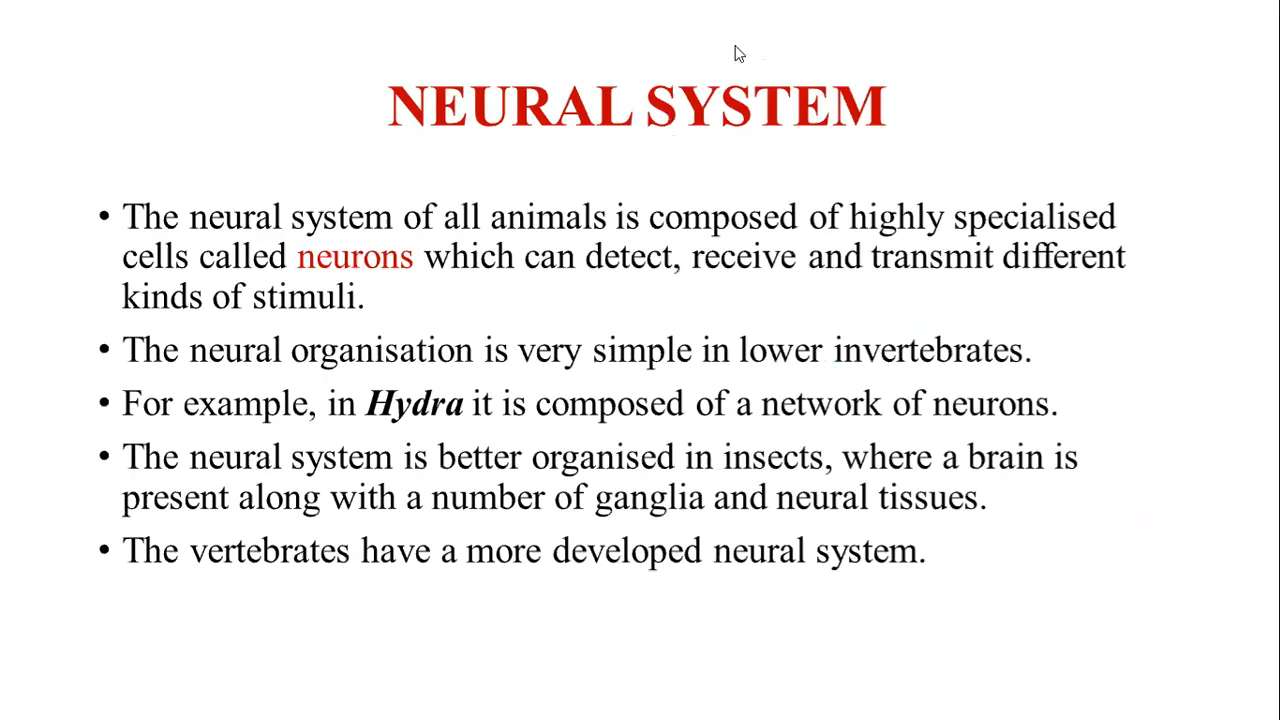 NEURAL SYSTEM
• The neural system of all animals is composed of highly specialised
cells called neurons which can detect, receive and transmit different
kinds of stimuli.
• The neural organisation is very simple in lower invertebrates.
• For example, in Hydra it is composed of a network of neurons.
• The neural system is better organised in insects, where a brain is
present along with a number of ganglia and neural tissues.
• The vertebrates have a more developed neural system.